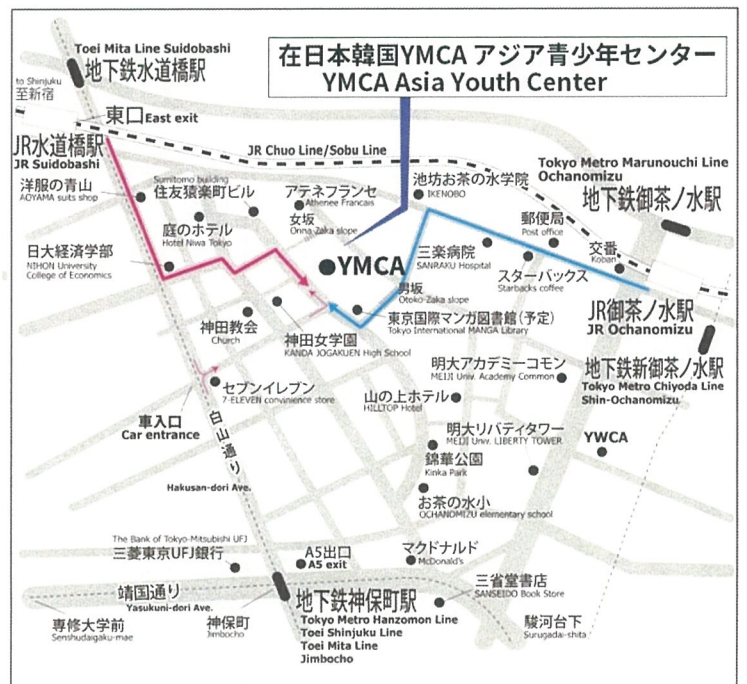 Toei Mita Line Suidobashi
地下鉄水道橋駅
在日本韓国YMCA アジア青少年センター
YMCA Asia Youth Center
to Shinjuku
至新宿
東口East exit
JR水道橋駅
JR Suidobashi
JR Chuo Line/Sobu Line
Tokyo Metro Marunouchi Line
Ochanomizu
地下鉄御茶ノ水駅
洋服の青山
AOYAMA suits shop
Sumitomo building
住友猿楽町ビル
アテネフランセ
Athenee Francais
池坊お茶の水学院
IKENOBO
庭のホテル
Hotel Niwa Tokyo
女坂
Onna-Zaka slope
郵便局
Post office
交番
Koban
日大経済学部
NIHON University
College of Economics
YMCA
三楽病院
SANRAKU Hospital
スターバックス
Starbacks coffee
男坂
Otoko-Zaka slope
JR御茶ノ水駅
JR Ochanomizu
神田教会
Church
神田女学園
KANDA JOGAKUEN High School
東京国際マンガ図書館(予定)
Tokyo International MANGA Library
地下鉄新御茶ノ水駅
Tokyo Metro Chiyoda Line
Shin-Ochanomizu
明大アカデミーコモン
MEIJI Univ. Academy Common
セブンイレブン
7-ELEVEN convinience store
山の上ホテル
HILLTOP Hotel
車入口
Car entrance
白山通り
Hakusan-dori Ave.
明大リバティタワー
MEIJI Univ. LIBERTY TOWER
YWCA
錦華公園
Kinka Park
お茶の水小
OCHANOMIZU elementary school
The Bank of Tokyo-Mitsubishi UFJ
三菱東京UFJ銀行
A5出口
A5 exit
マクドナルド
McDonald's
靖国通り
Yasukuni-dori Ave.
地下鉄神保町駅
Tokyo Metro Hanzomon Line
Toei Shinjuku Line
Toei Mita Line
Jimbocho
三省堂書店
SANSEIDO Book Store
専修大学前
Senshudaigaku-mae
神保町
Jimbocho
駿河台下
Surugadai-shita